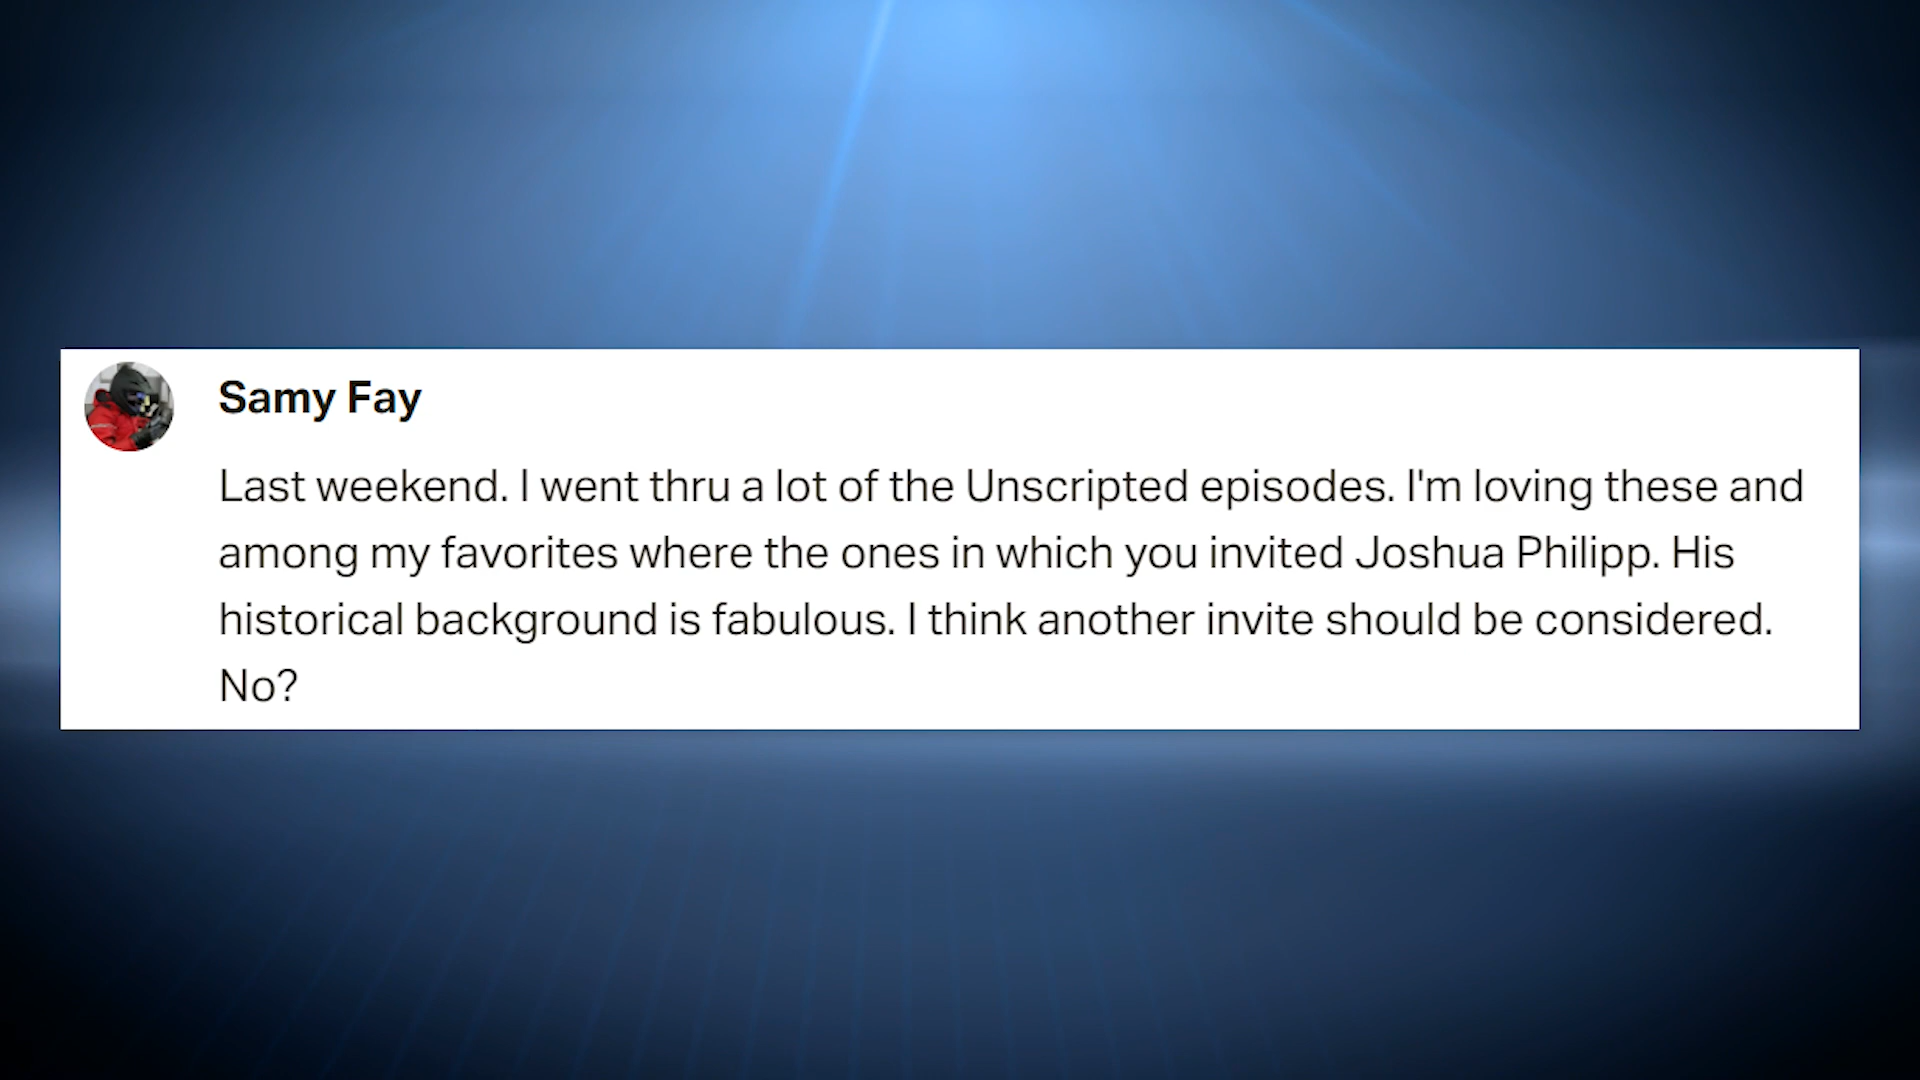 Samy Fay
Last weekend. I went thru a lot of the Unscripted episodes. I'm loving these and
among my favorites where the ones in which you invited Joshua Philipp. His
historical background is fabulous. I think another invite should be considered.
No?